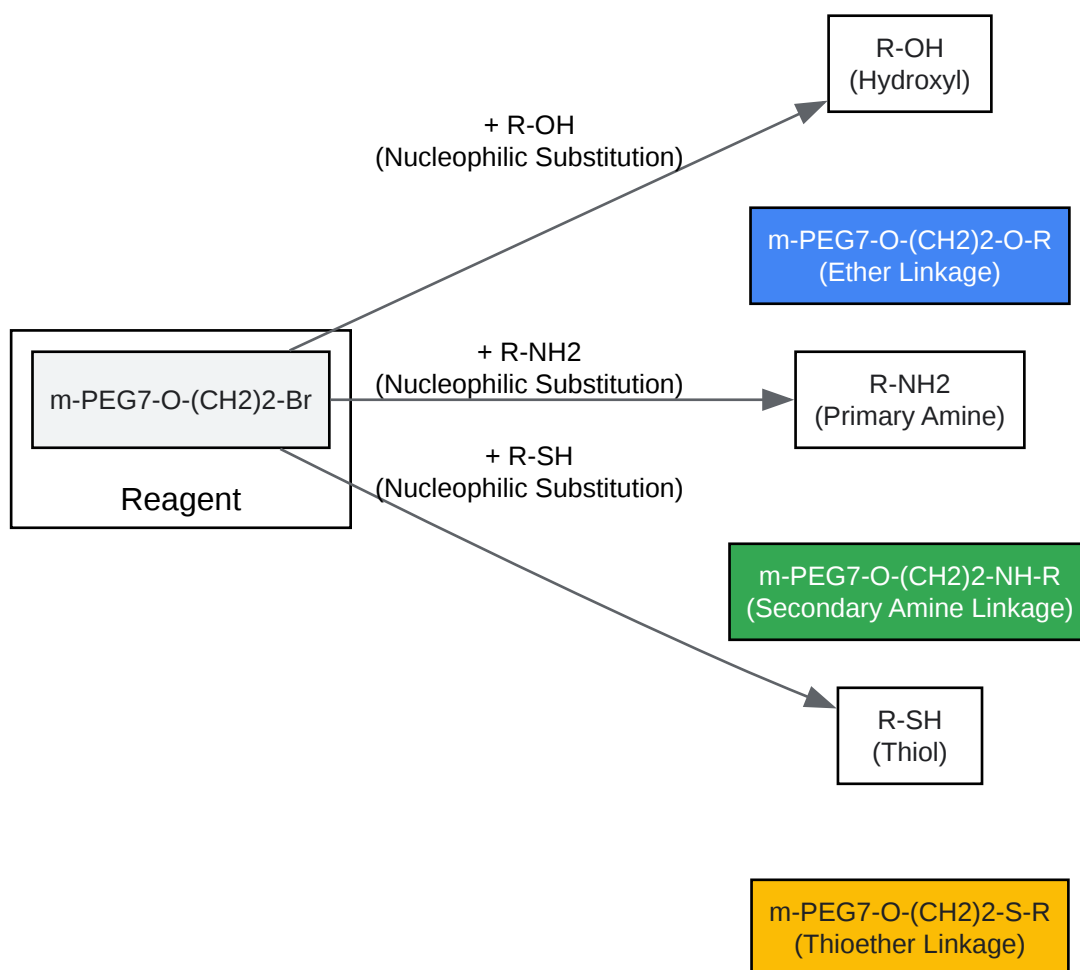 R-OH
(Hydroxyl)
+ R-OH
(Nucleophilic Substitution)
m-PEG7-O-(CH2)2-O-R
(Ether Linkage)
m-PEG7-O-(CH2)2-Br
Reagent
+ R-NH2
(Nucleophilic Substitution)
R-NH2
(Primary Amine)
+ R-SH
(Nucleophilic Substitution)
m-PEG7-O-(CH2)2-NH-R
(Secondary Amine Linkage)
R-SH
(Thiol)
m-PEG7-O-(CH2)2-S-R
(Thioether Linkage)